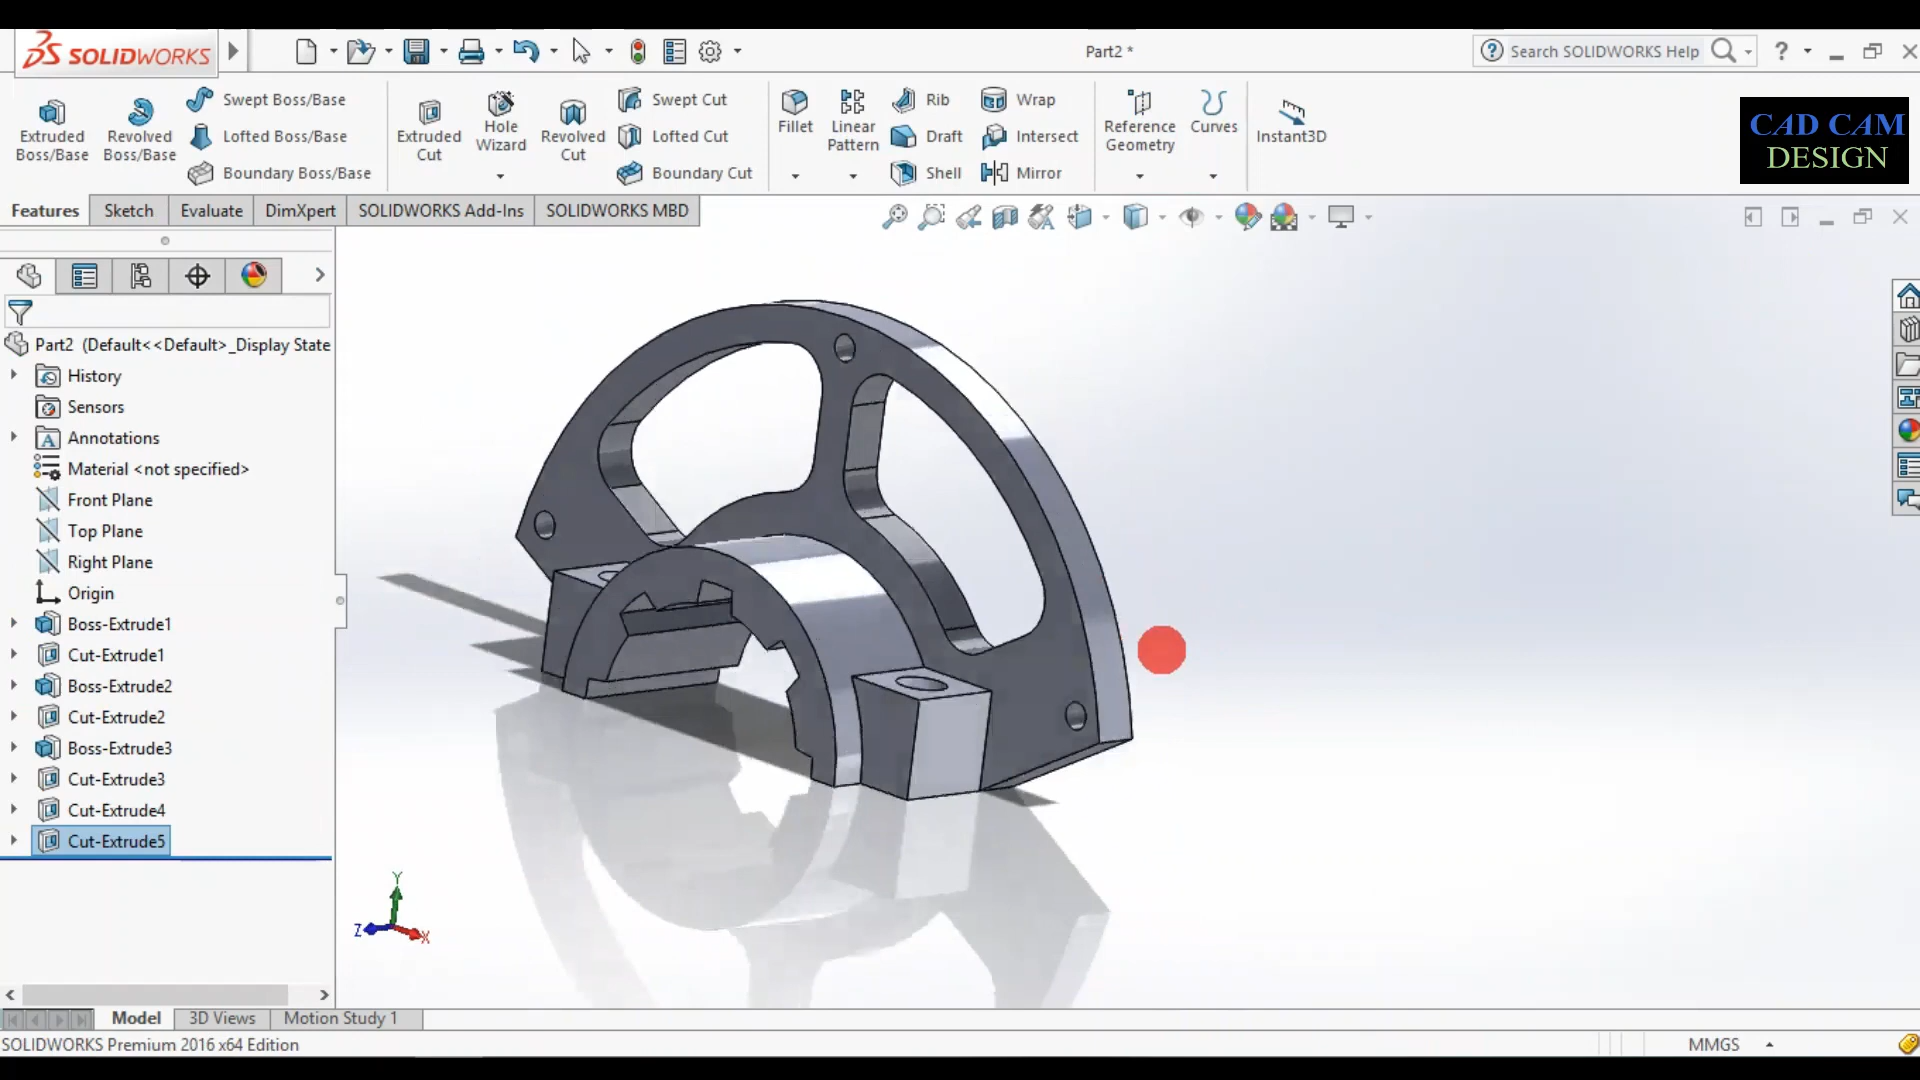 SOLIDWORKS
Part2 *
Search SOLIDWORKS Help
?
Extruded Boss/Base
Revolved Boss/Base
Swept Boss/Base
Lofted Boss/Base
Boundary Boss/Base
Extruded Cut
Hole Wizard
Revolved Cut
Swept Cut
Lofted Cut
Boundary Cut
Fillet
Linear Pattern
Rib
Draft
Shell
Wrap
Intersect
Mirror
Reference Geometry
Curves
Instant3D
CAD CAM
DESIGN
Features
Sketch
Evaluate
DimXpert
SOLIDWORKS Add-Ins
SOLIDWORKS MBD
Part2 (Default<<Default>_Display State
History
Sensors
Annotations
Material <not specified>
Front Plane
Top Plane
Right Plane
Origin
Boss-Extrude1
Cut-Extrude1
Boss-Extrude2
Cut-Extrude2
Boss-Extrude3
Cut-Extrude3
Cut-Extrude4
Cut-Extrude5
Y
Z
X
Model
3D Views
Motion Study 1
SOLIDWORKS Premium 2016 x64 Edition
MMGS